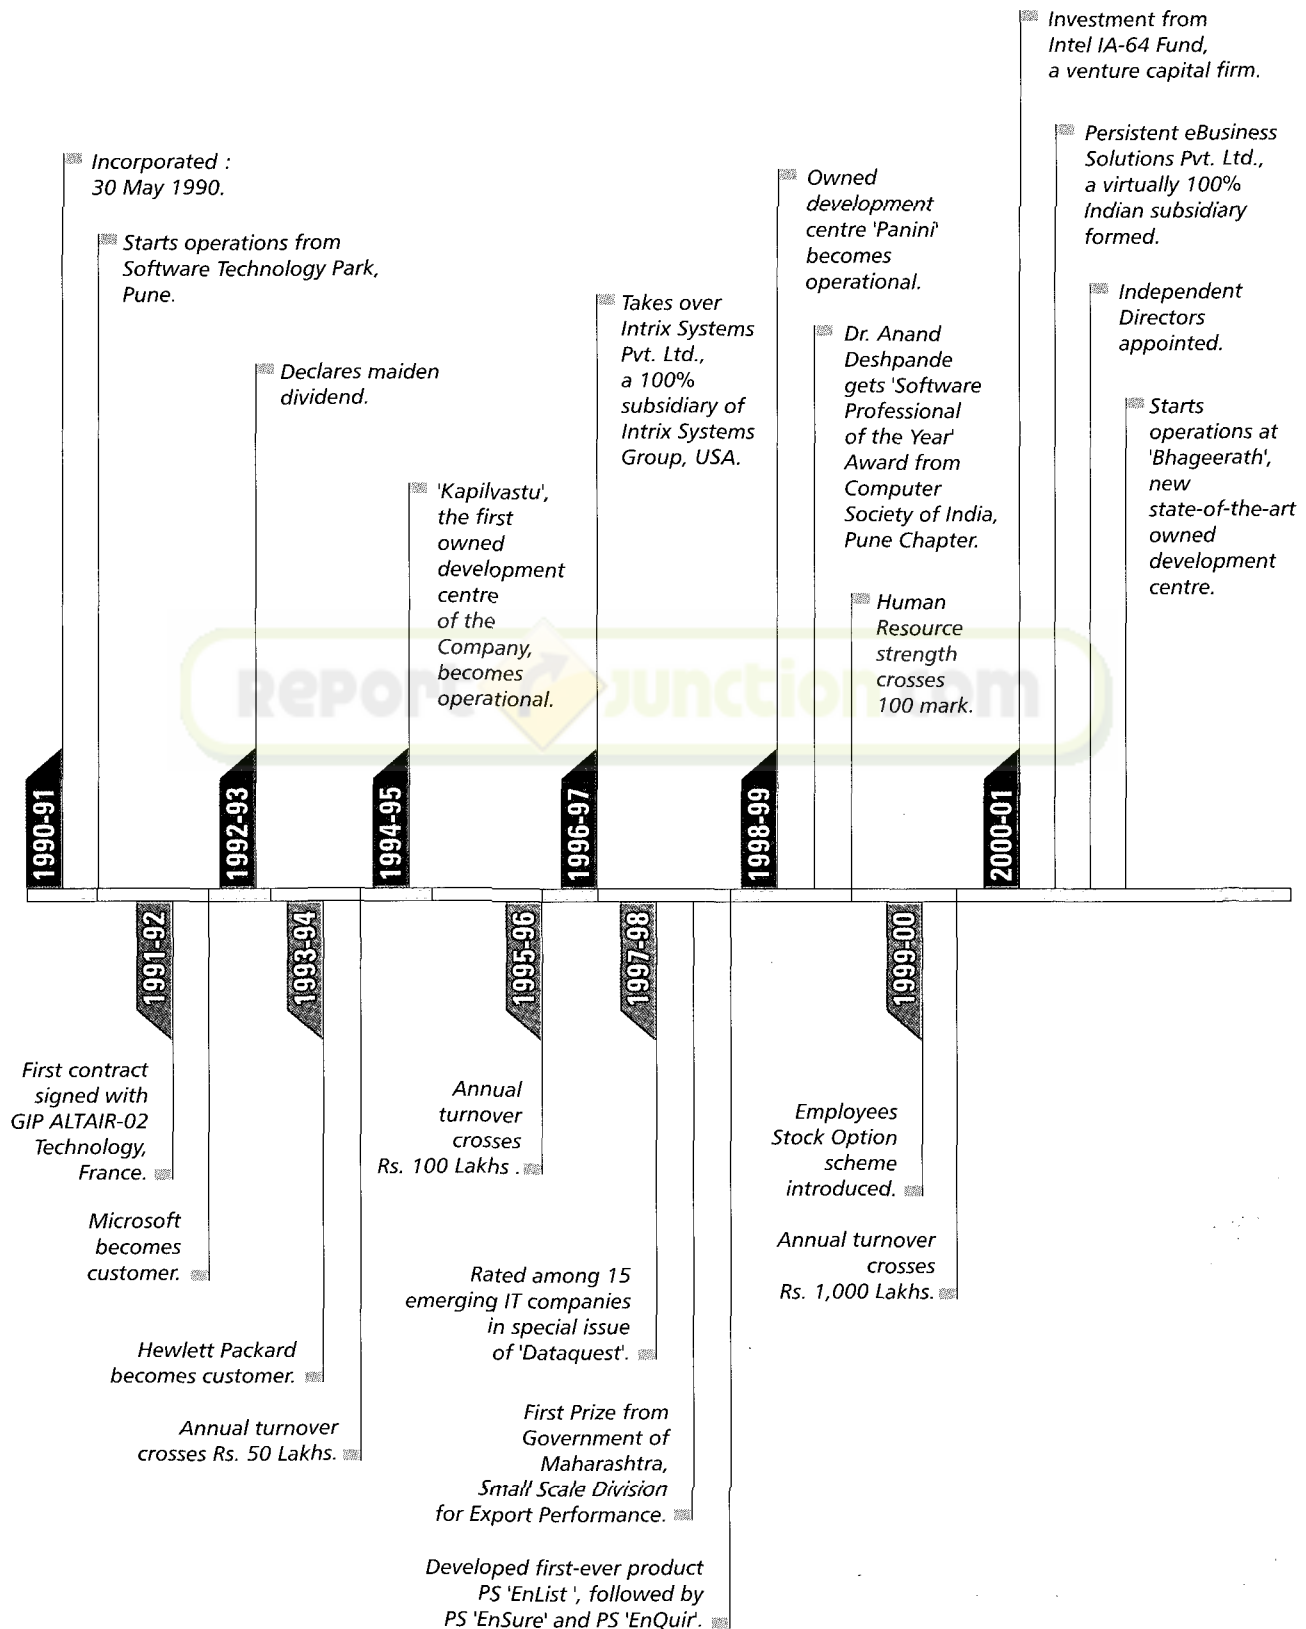 Investment from
Intel IA-64 Fund,
a venture capital firm.
Incorporated :
30 May 1990.
Persistent eBusiness
Solutions Pvt. Ltd.,
a virtually 100%
Indian subsidiary
formed.
Owned
development
centre 'Panini'
becomes
operational.
Starts operations from
Software Technology Park,
Pune.
Independent
Directors
appointed.
Takes over
Intrix Systems
Pvt. Ltd.,
a 100%
subsidiary of
Intrix Systems
Group, USA.
Dr. Anand
Deshpande
gets 'Software
Professional
of the Year'
Award from
Computer
Society of India,
Pune Chapter.
Declares maiden
dividend.
Starts
operations at
'Bhageerath',
new
state-of-the-art
owned
development
centre.
'Kapilvastu',
the first
owned
development
centre
of the
Company,
becomes
operational.
Human
Resource
strength
crosses
100 mark.
Report Junction.com
1990-91
1992-93
1994-95
1996-97
1998-99
2000-01
1991-92
1993-94
1995-96
1997-98
1999-00
First contract
signed with
GIP ALTAIR-02
Technology,
France.
Annual
turnover
crosses
Rs. 100 Lakhs .
Employees
Stock Option
scheme
introduced.
Microsoft
becomes
customer.
Annual turnover
crosses
Rs. 1,000 Lakhs.
Rated among 15
emerging IT companies
in special issue
of 'Dataquest'.
Hewlett Packard
becomes customer.
First Prize from
Government of
Maharashtra,
Small Scale Division
for Export Performance.
Annual turnover
crosses Rs. 50 Lakhs.
Developed first-ever product
PS 'EnList ', followed by
PS 'EnSure' and PS 'EnQuir'.